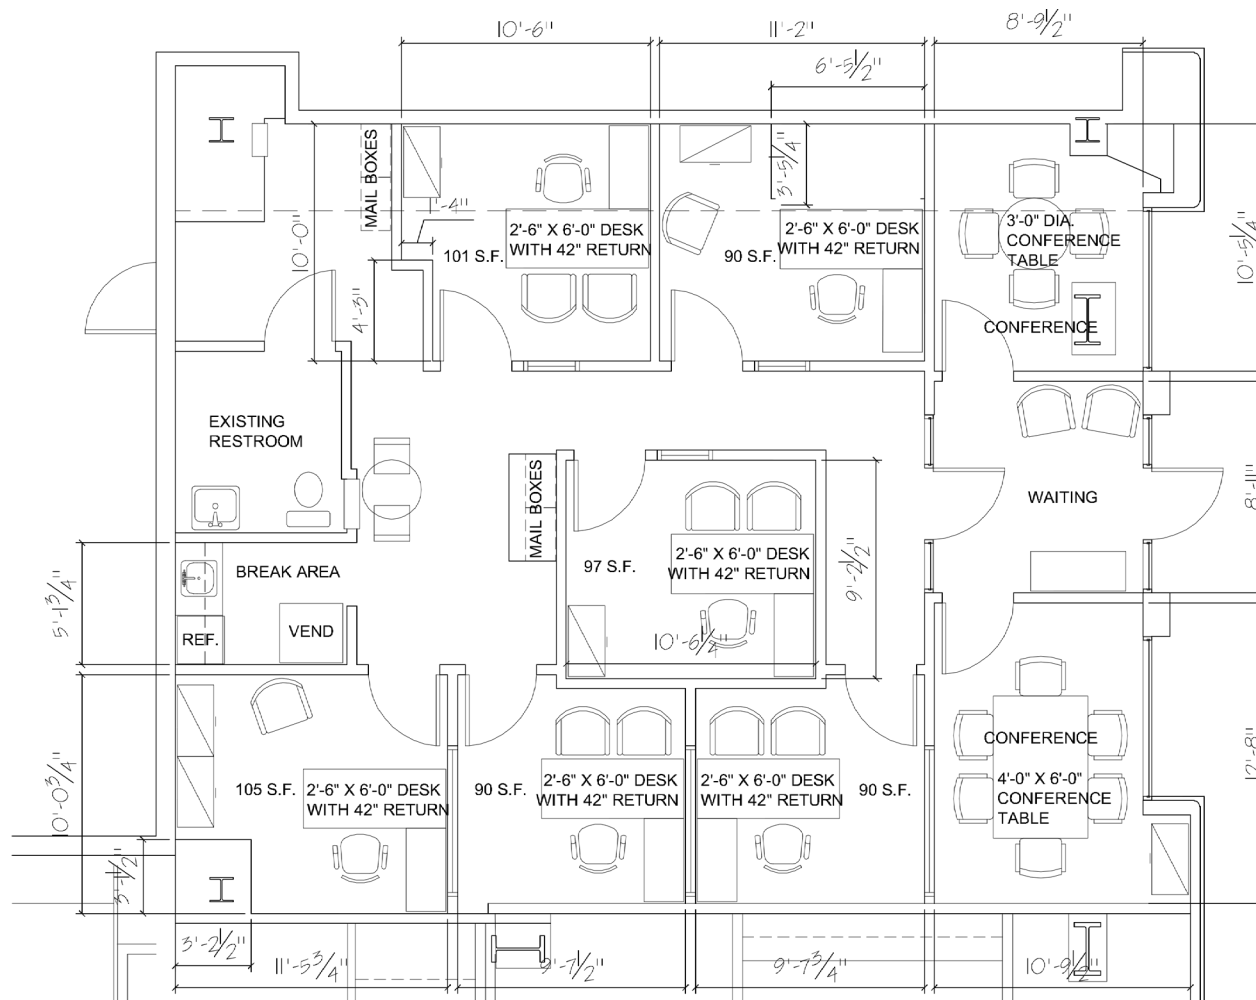 10'-6"
11'-2"
8'-9 1/2"
6'-5 1/2"
MAIL BOXES
3'-5 1/4"
2'-6" X 6'-0" DESK
WITH 42" RETURN
101 S.F.
2'-6" X 6'-0" DESK
WITH 42" RETURN
90 S.F.
3'-0" DIA.
CONFERENCE
TABLE
10'-0"
10'-5 1/4"
4'-3"
CONFERENCE
EXISTING
RESTROOM
MAIL BOXES
WAITING
8'-11"
2'-6" X 6'-0" DESK
WITH 42" RETURN
97 S.F.
9'-2 1/2"
BREAK AREA
5'-1 3/4"
REF.
VEND
10'-6 1/4"
CONFERENCE
4'-0" X 6'-0"
CONFERENCE
TABLE
12'-8"
105 S.F.
2'-6" X 6'-0" DESK
WITH 42" RETURN
90 S.F.
2'-6" X 6'-0" DESK
WITH 42" RETURN
2'-6" X 6'-0" DESK
WITH 42" RETURN
90 S.F.
10'-0 3/4"
3'-1 1/2"
3'-2 1/2"
11'-5 3/4"
9'-7 1/2"
9'-7 3/4"
10'-9 1/2"